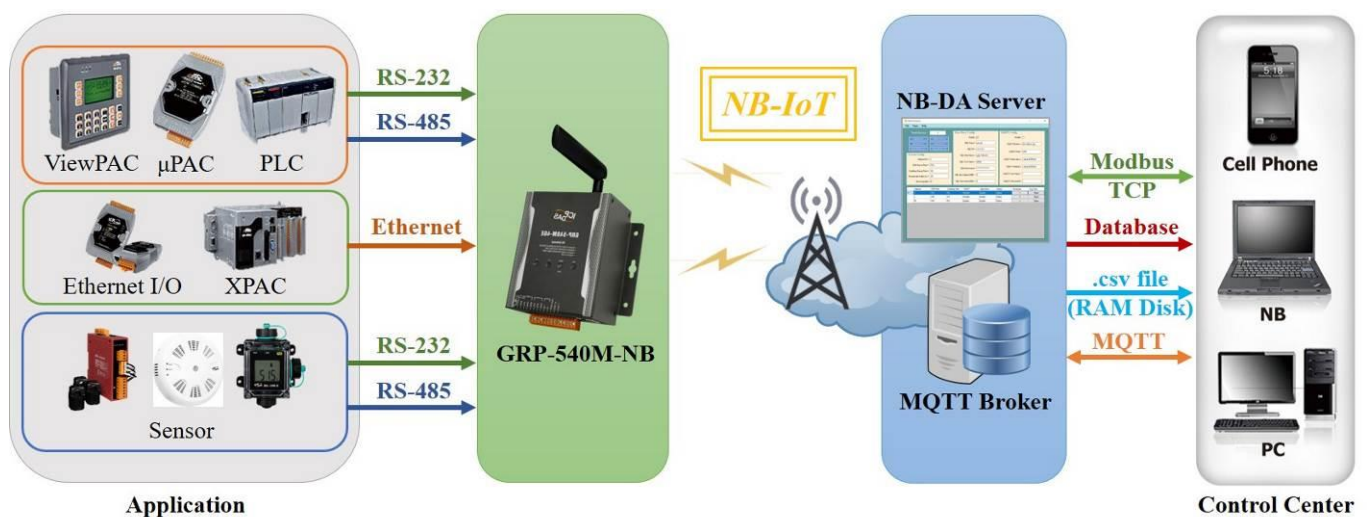 RS-232
RS-485
ViewPAC
µPAC
PLC
Ethernet
Ethernet I/O
XPAC
RS-232
RS-485
Sensor
Application
GRP-540M-NB
NB-IoT
NB-DA Server
MQTT Broker
Modbus
TCP
Database
.csv file
(RAM Disk)
MQTT
Cell Phone
NB
PC
Control Center